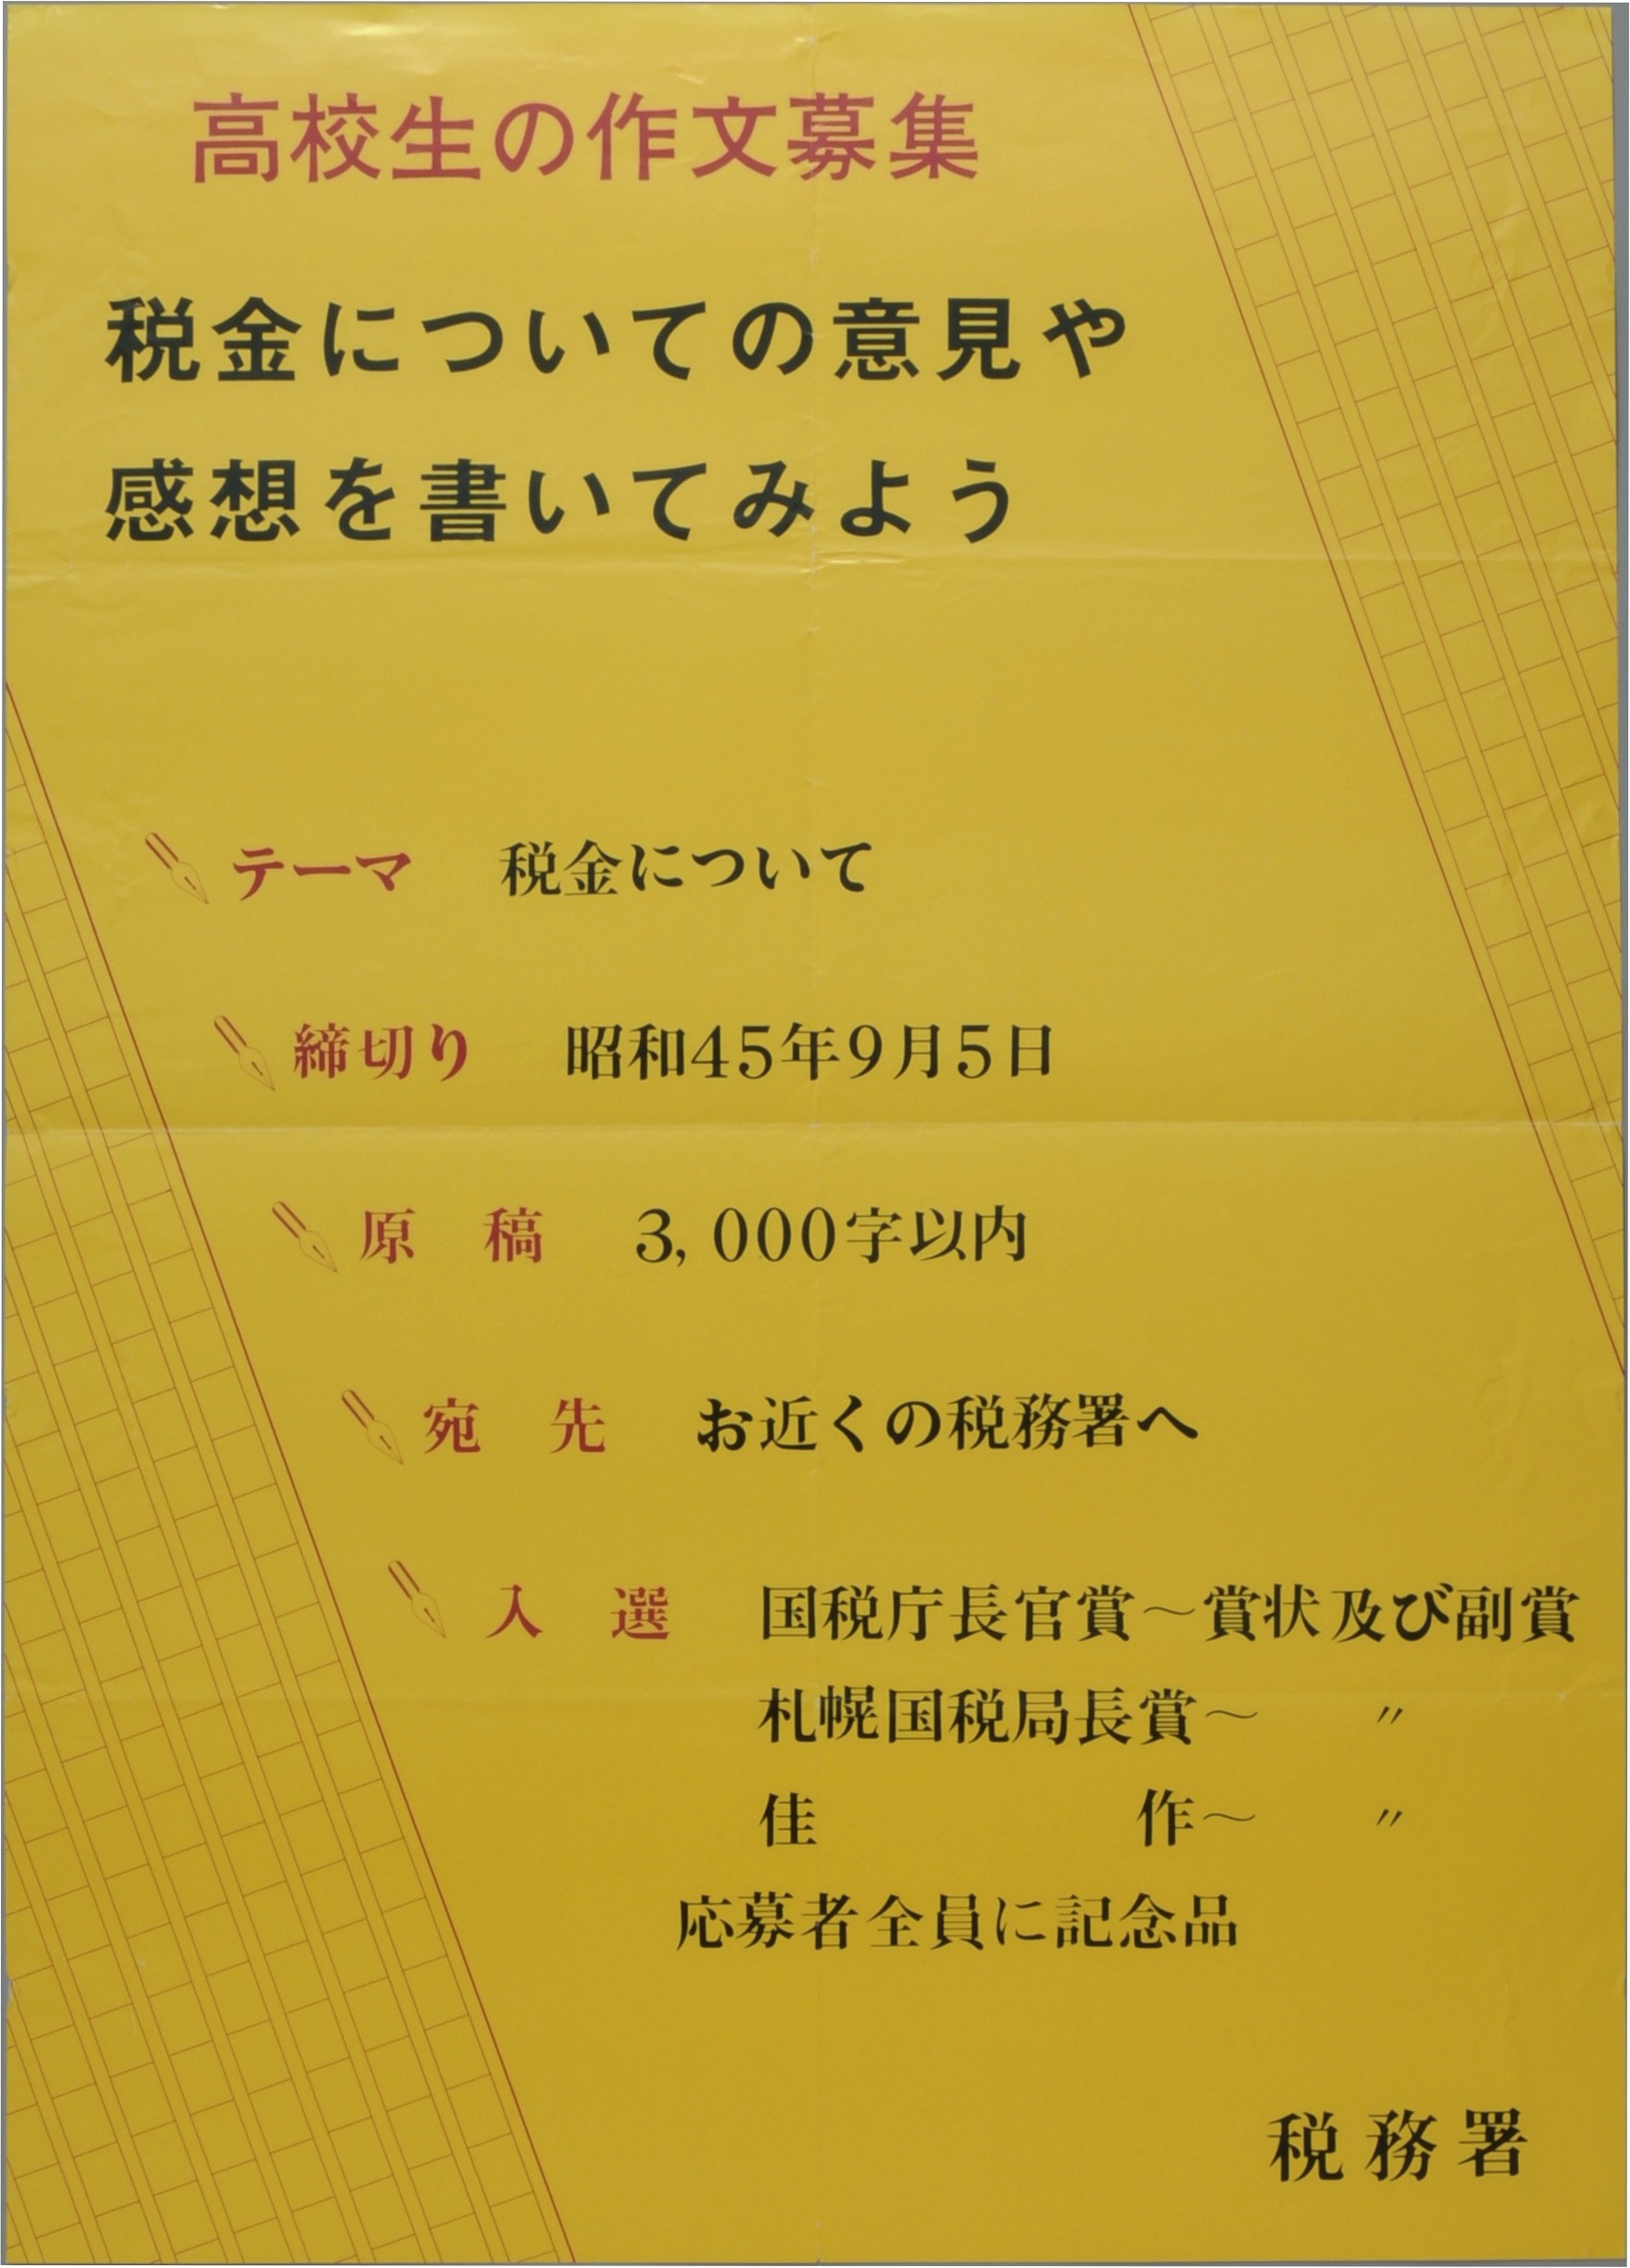 高校生の作文募集
税金についての意見や
感想を書いてみよう
テーマ　税金について
締切り　昭和45年9月5日
原　稿　3,000字以内
宛　先　お近くの税務署へ
入　選　国税庁長官賞～賞状及び副賞
札幌国税局長賞～　〃
佳　作～　〃
応募者全員に記念品
税務署